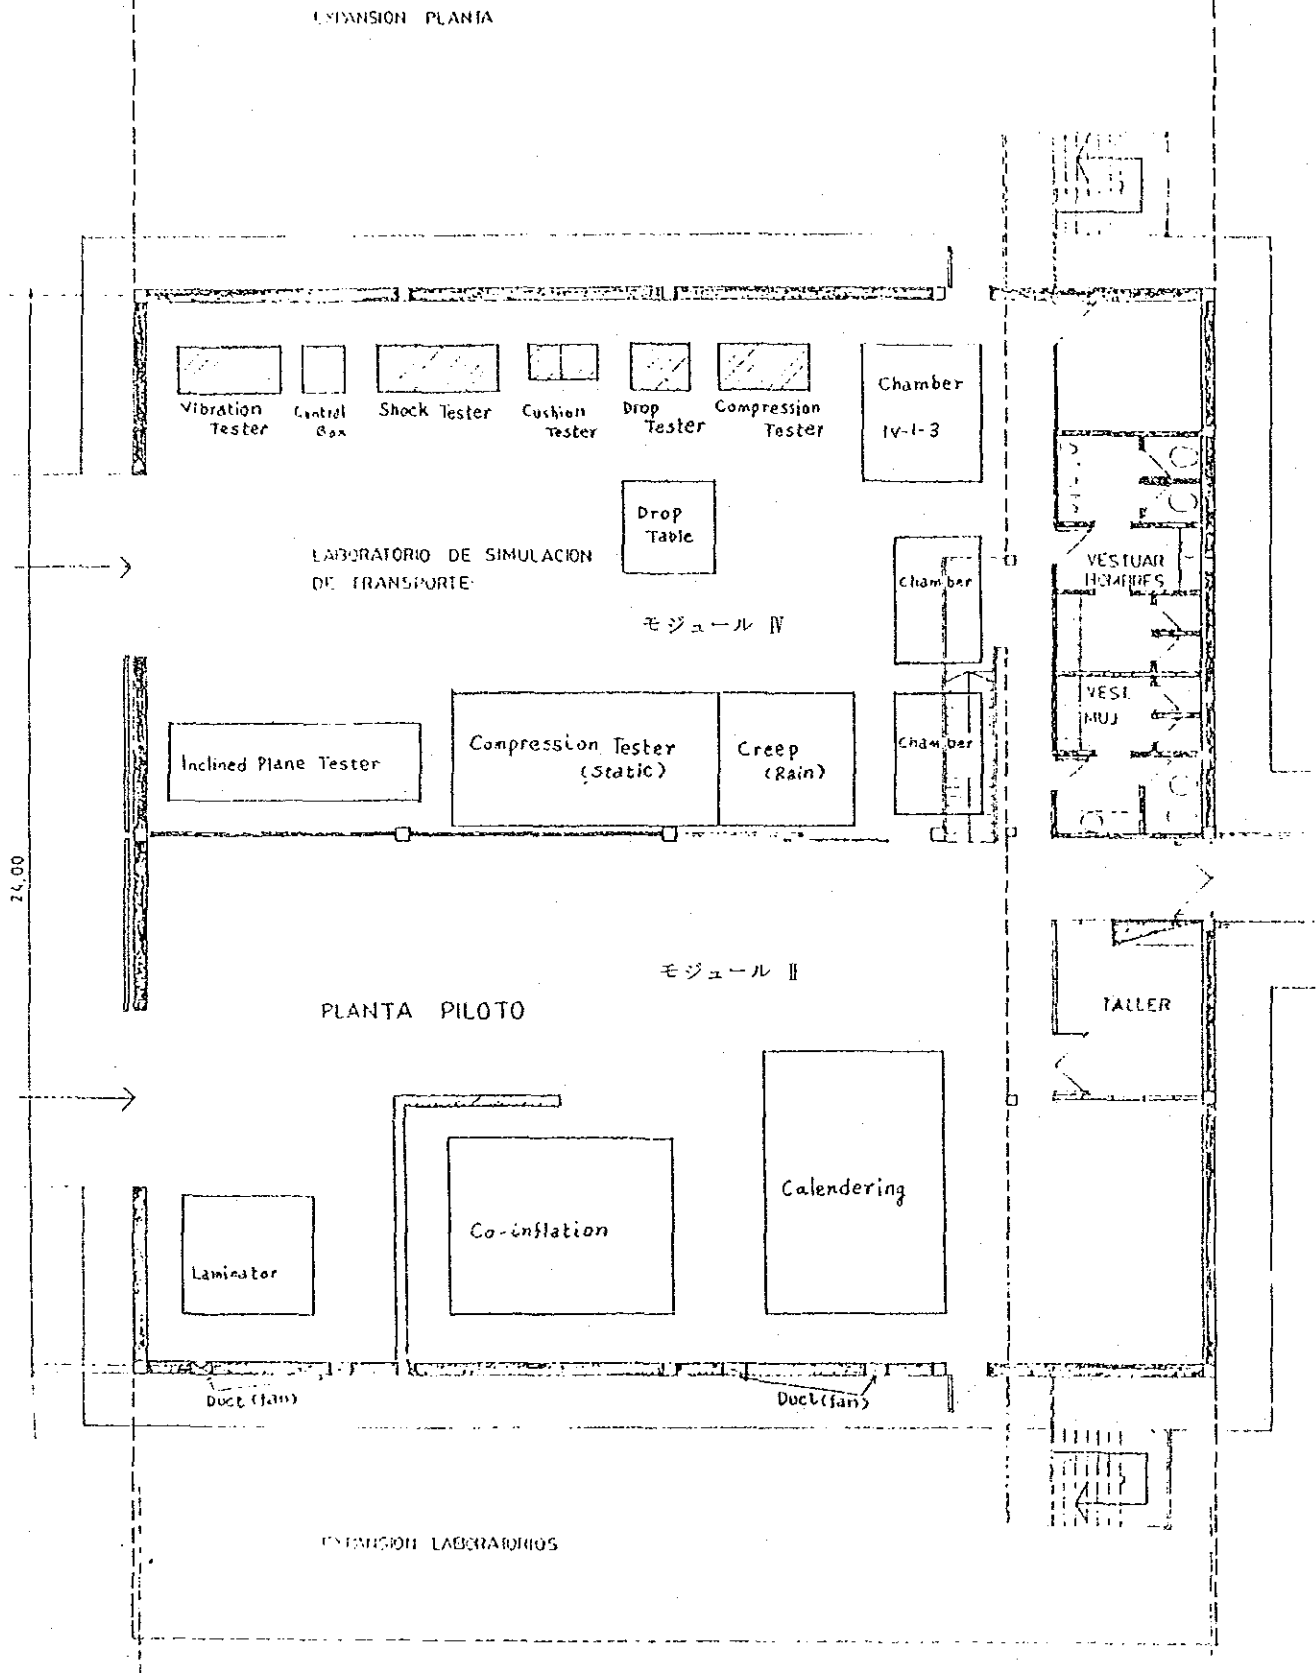 EXPANSION PLANTA
Vibration
Tester
Control
Box
Shock Tester
Cushion
Tester
Drop
Tester
Compression
Tester
Chamber
IV-1-3
Drop
Table
LABORATORIO DE SIMULACION
DE TRANSPORTE
モジュール Ⅳ
Chamber
VESTUAR
HOMBRES
VEST.
MUJ
Inclined Plane Tester
Compression Tester
(Static)
Creep
(Rain)
Chamber
24,00
モジュール Ⅱ
PLANTA PILOTO
TALLER
Calendering
Co-inflation
Laminator
Duct (fan)
Duct (fan)
EXPANSION LABORATORIOS